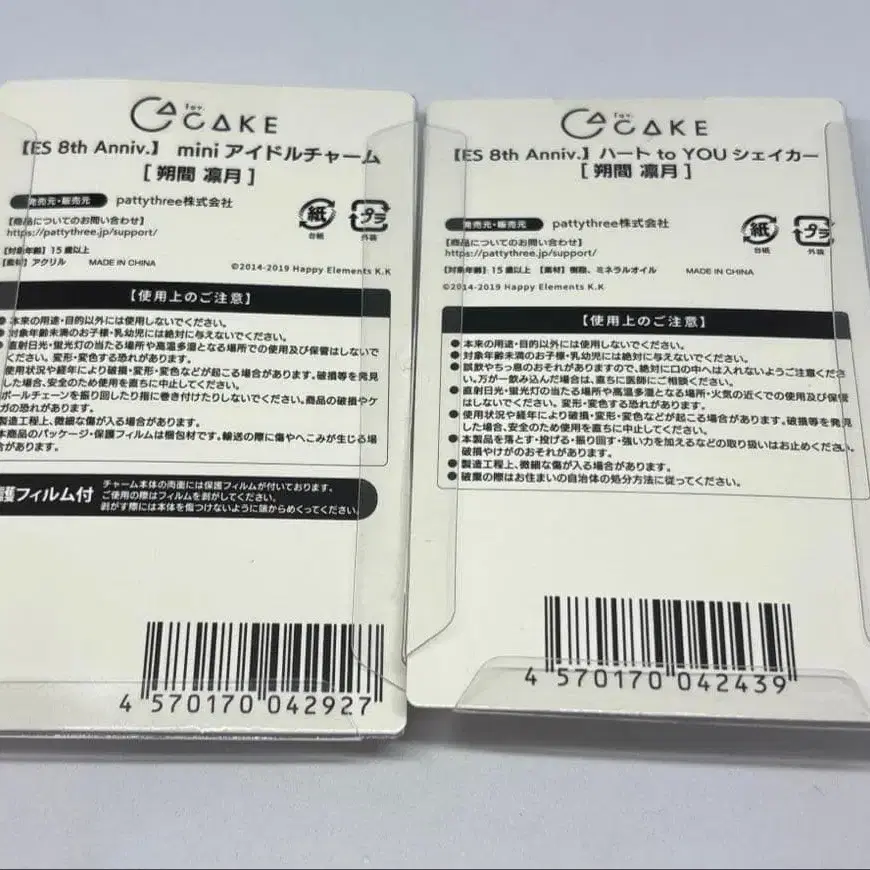 fav.
CAKE
【ES 8th Anniv.】 mini アイドルチャーム
[ 朔間 凛月 ]
発売元・販売元 pattythree株式会社
【商品についてのお問い合わせ】
https://pattythree.jp/support/
【対象年齢】15歳以上
【素材】アクリル MADE IN CHINA
紙
台紙
プラ
外装
©2014-2019 Happy Elements K.K
【使用上のご注意】
● 本来の用途・目的以外には使用しないでください。
● 対象年齢未満のお子様・乳幼児には絶対に与えないでください。
● 直射日光・蛍光灯の当たる場所や高温多湿となる場所での使用及び保管はしないで
ください。変形・変色する恐れがあります。
使用状況や経年により破損・変形・変色などが起こる場合があります。破損等を発見
した場合、安全のため使用を直ちに中止してください。
ボールチェーンを振り回したり指に巻き付けたりしないでください。商品の破損やケ
ガの恐れがあります。
製造工程上、微細な傷が入る場合があります。
本商品のパッケージ・保護フィルムは梱包材です。輸送の際に傷やへこみが生じる場
合があります。
護フィルム付
チャーム本体の両面には保護フィルムが付いております。
ご使用の際はフィルムを剥がしてください。
剥がす際には本体を傷つけないように端からめくってください。
4 570170 042927
fav.
CAKE
【ES 8th Anniv.】ハート to YOU シェイカー
[ 朔間 凛月 ]
発売元・販売元 pattythree株式会社
【商品についてのお問い合わせ】
https://pattythree.jp/support/
【対象年齢】15歳以上 【素材】樹脂、ミネラルオイル MADE IN CHINA
紙
台紙
プラ
外装
©2014-2019 Happy Elements K.K
【使用上のご注意】
● 本来の用途・目的以外には使用しないでください。
● 対象年齢未満のお子様・乳幼児には絶対に与えないでください。
● 誤飲やちっ息のおそれがありますので、絶対に口の中へは入れないようご注意くださ
い。万が一飲み込んだ場合は、直ちに医師にご相談ください。
● 直射日光・蛍光灯の当たる場所や高温多湿となる場所・火気の近くでの使用及び保管
はしないでください。変形・変色する恐れがあります。
● 使用状況や経年により破損・変形・変色などが起こる場合があります。破損等を発見
した場合、安全のため使用を直ちに中止してください。
● 本製品を落とす・投げる・振り回す・強い力を加えるなどの取り扱いはお止めください。
破損やけがのおそれがあります。
● 製造工程上、微細な傷が入る場合があります。
● 破棄の際はお住まいの自治体の処分方法に従ってください。
4 570170 042439